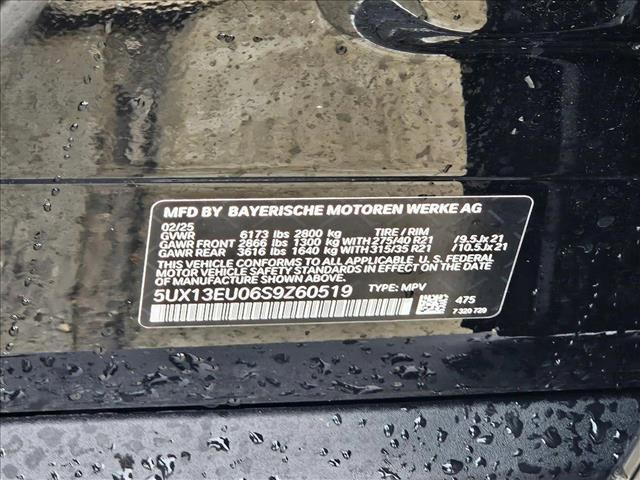 MFD BY BAYERISCHE MOTOREN WERKE AG
02/25
GVWR 6173 lbs 2800 kg TIRE / RIM
GAWR FRONT 2866 lbs 1300 kg WITH 275/40 R21 / 9.5Jx21
GAWR REAR 3616 lbs 1640 kg WITH 315/35 R21 / 10.5Jx21
THIS VEHICLE CONFORMS TO ALL APPLICABLE U. S. FEDERAL
MOTOR VEHICLE SAFETY STANDARDS IN EFFECT ON THE DATE
OF MANUFACTURE SHOWN ABOVE.
5UX13EU06S9Z60519 TYPE: MPV
475
7 320 729